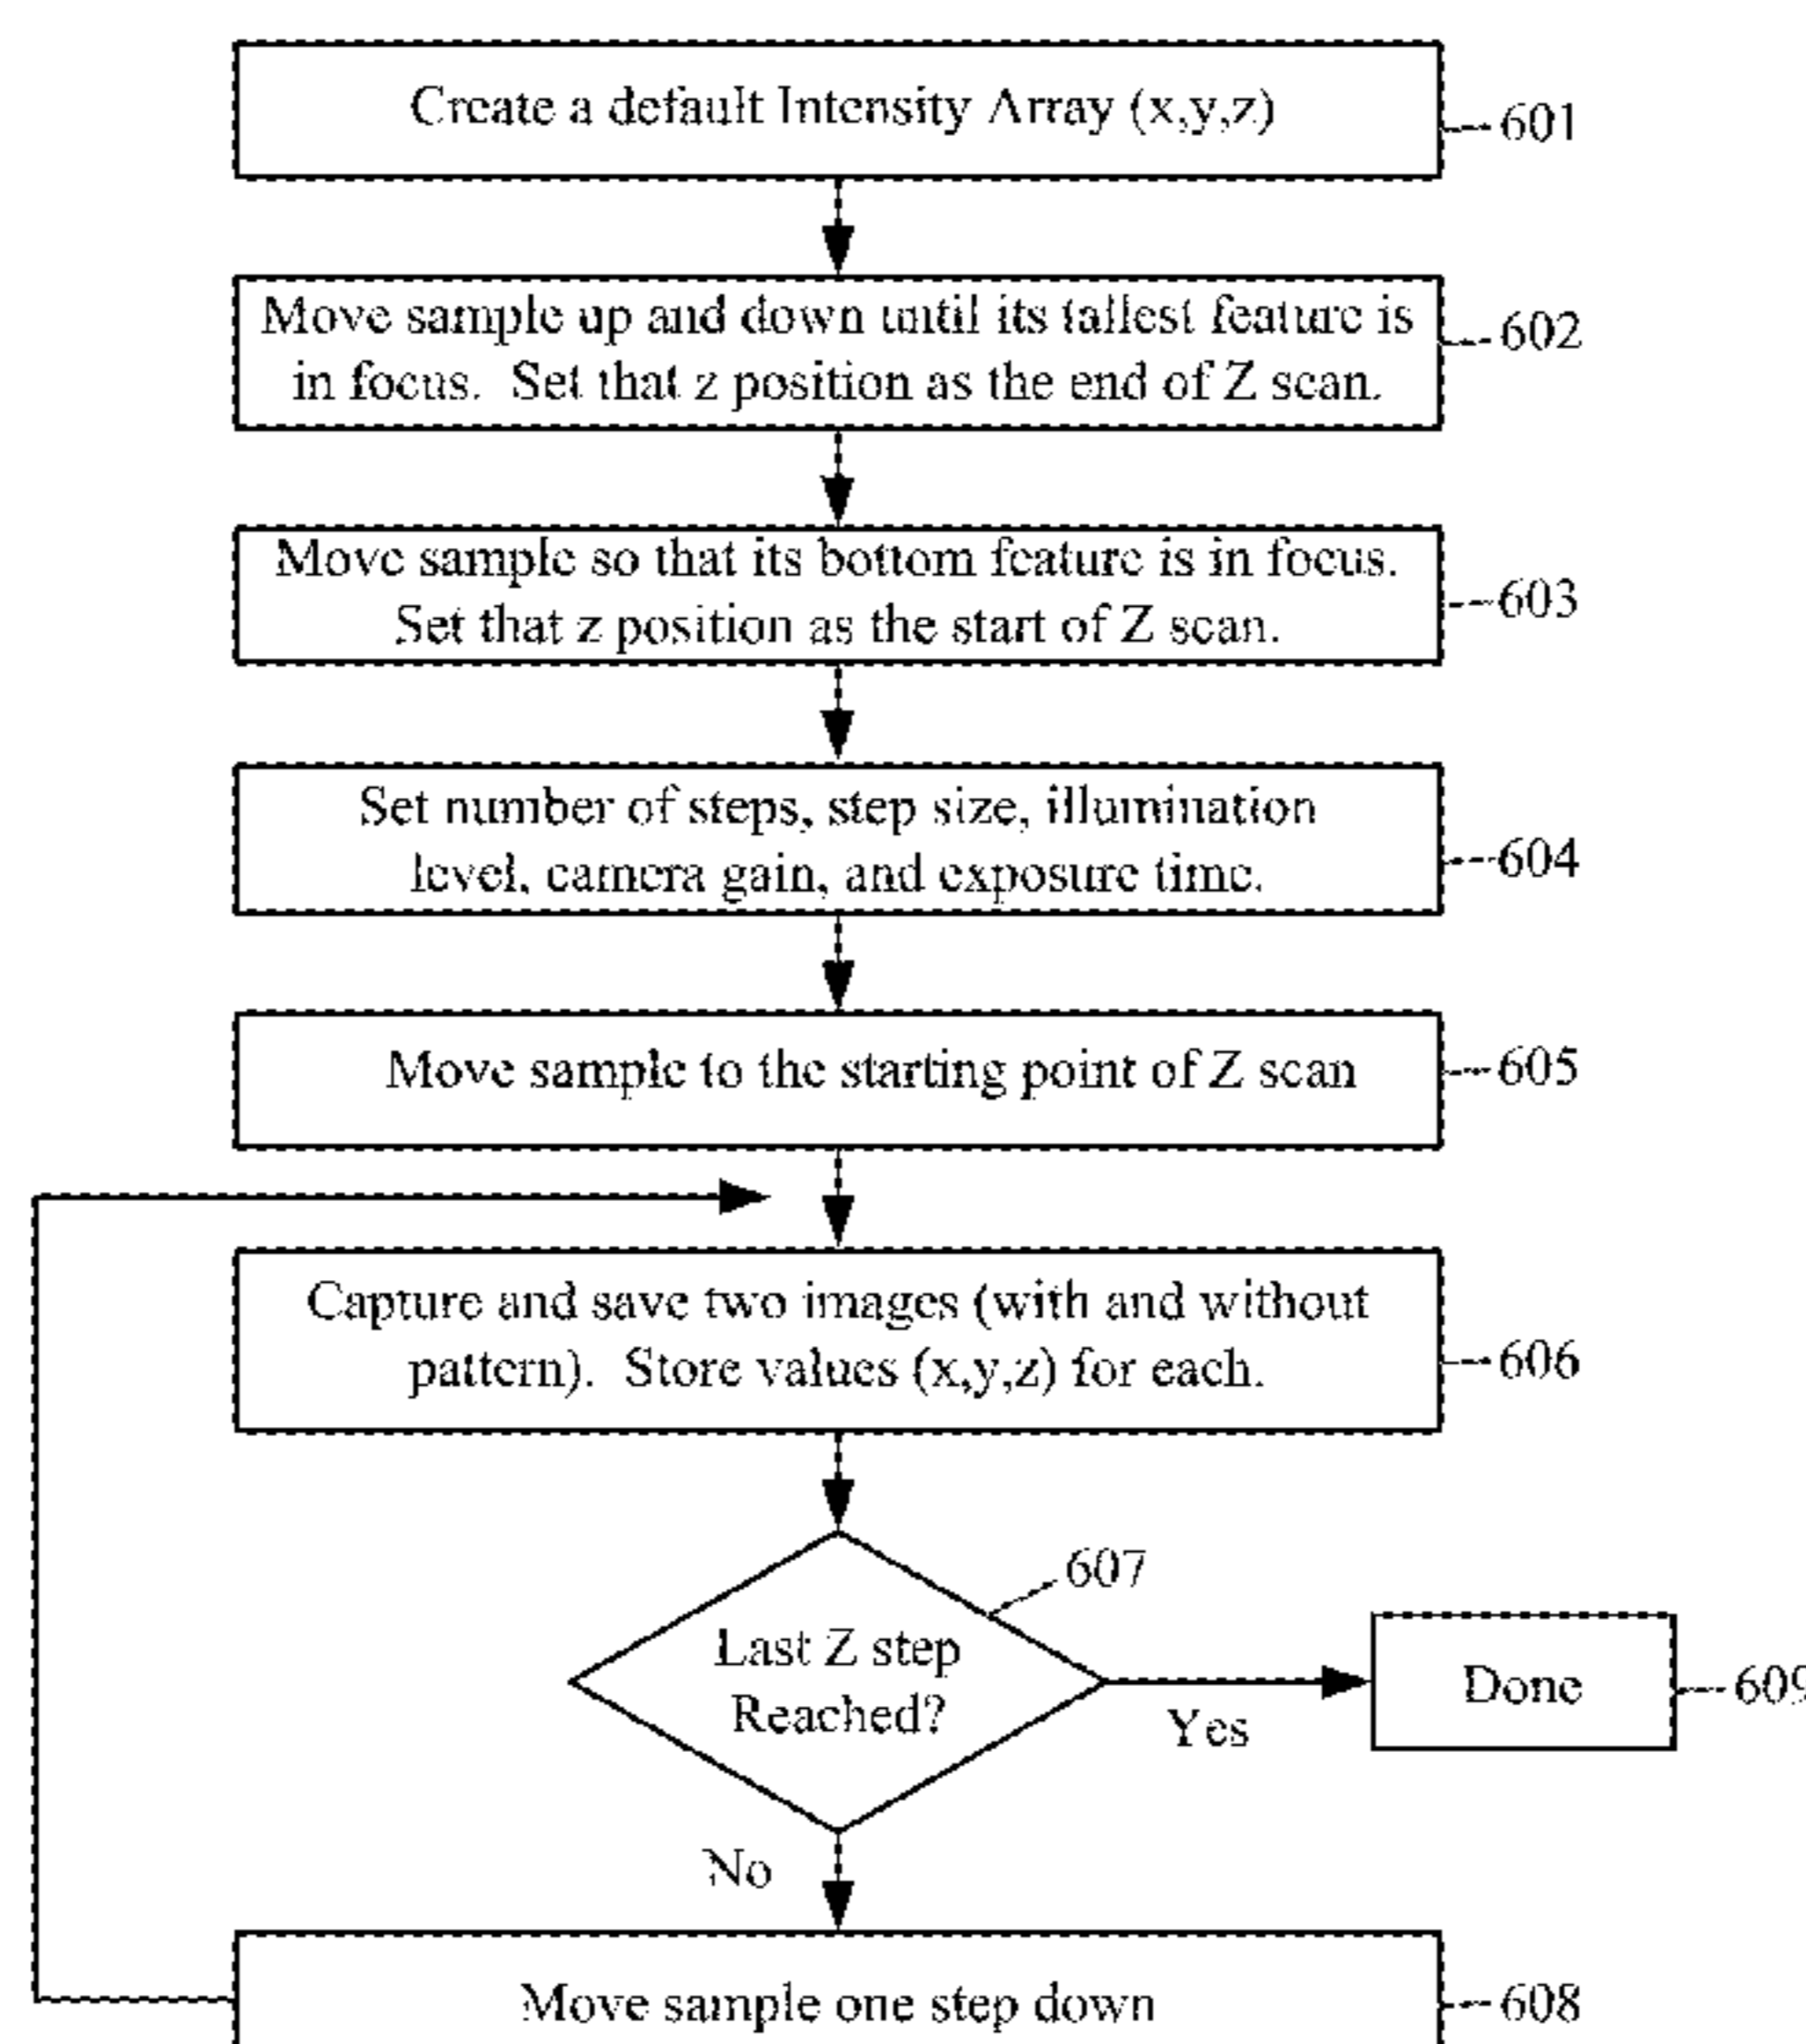 Create a default Intensity Array (x,y,z)
601
Move sample up and down until its tallest feature is
in focus. Set that z position as the end of Z scan.
602
Move sample so that its bottom feature is in focus.
Set that z position as the start of Z scan.
603
Set number of steps, step size, illumination
level, camera gain, and exposure time.
604
Move sample to the starting point of Z scan
605
Capture and save two images (with and without
pattern). Store values (x,y,z) for each.
606
607
Last Z step
Reached?
Yes
Done
609
No
Move sample one step down
608